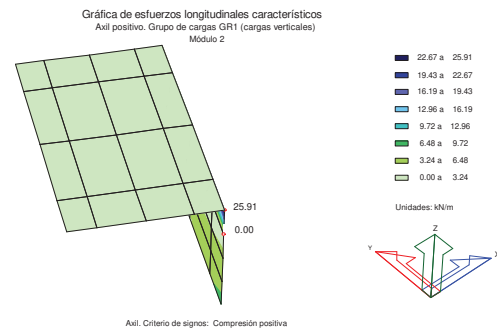 Gráfica de esfuerzos longitudinales característicos
Axil positivo. Grupo de cargas GR1 (cargas verticales)
Módulo 2
22.67 a 25.91
19.43 a 22.67
16.19 a 19.43
12.96 a 16.19
9.72 a 12.96
6.48 a 9.72
3.24 a 6.48
0.00 a 3.24
25.91
0.00
Unidades: kN/m
Z
Y
X
Axil. Criterio de signos: Compresión positiva